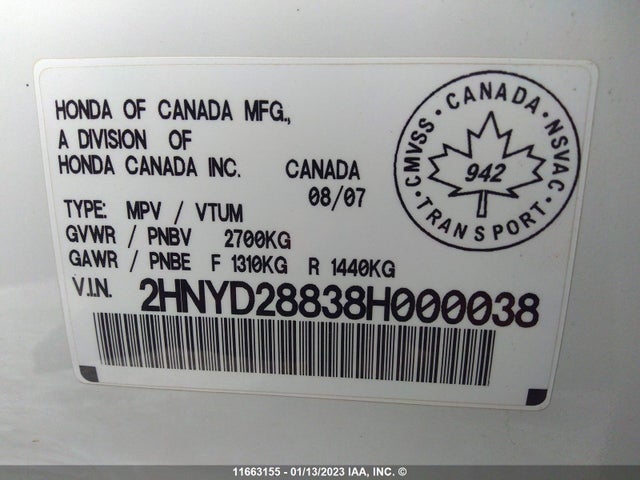 HONDA OF CANADA MFG.,
A DIVISION OF
HONDA CANADA INC. CANADA
08/07
TYPE: MPV / VTUM
GVWR / PNBV 2700KG
GAWR / PNBE F 1310KG R 1440KG
V.I.N. 2HNYD28838H000038
CMVSS • CANADA • NSVAC
942
TRANSPORT
11663155 - 01/13/2023 IAA, INC. ©